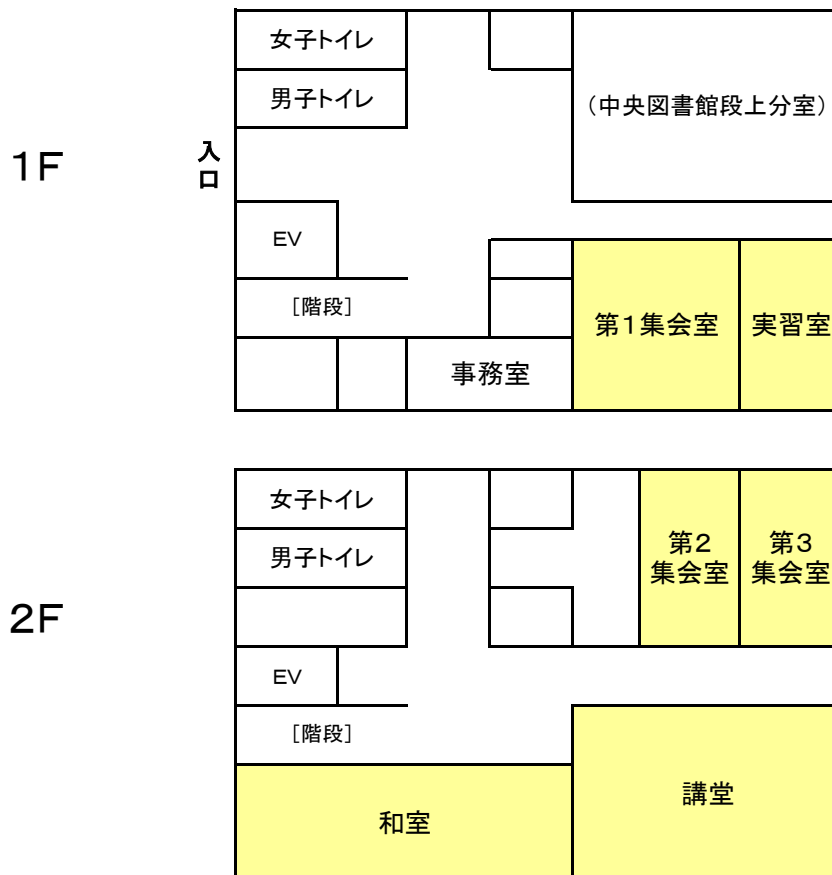 女子トイレ
男子トイレ
(中央図書館段上分室)
1F
入口
EV
[階段]
第1集会室
実習室
事務室
女子トイレ
男子トイレ
第2
集会室
第3
集会室
2F
EV
[階段]
和室
講堂